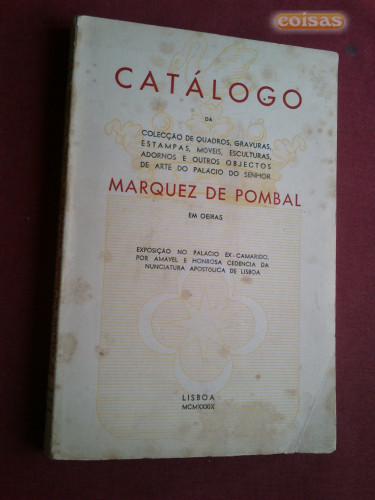 coisas
CATÁLOGO
DA
COLECÇÃO DE QUADROS, GRAVURAS,
ESTAMPAS, MOVEIS, ESCULTURAS,
ADORNOS E OUTROS OBJECTOS
DE ARTE DO PALÁCIO DO SENHOR
MARQUEZ DE POMBAL
EM OEIRAS
EXPOSIÇÃO NO PALACIO EX-CAMARIDO,
POR AMAVEL E HONROSA CEDENCIA DA
NUNCIATURA APOSTÓLICA DE LISBOA
LISBOA
MCMXXXIX